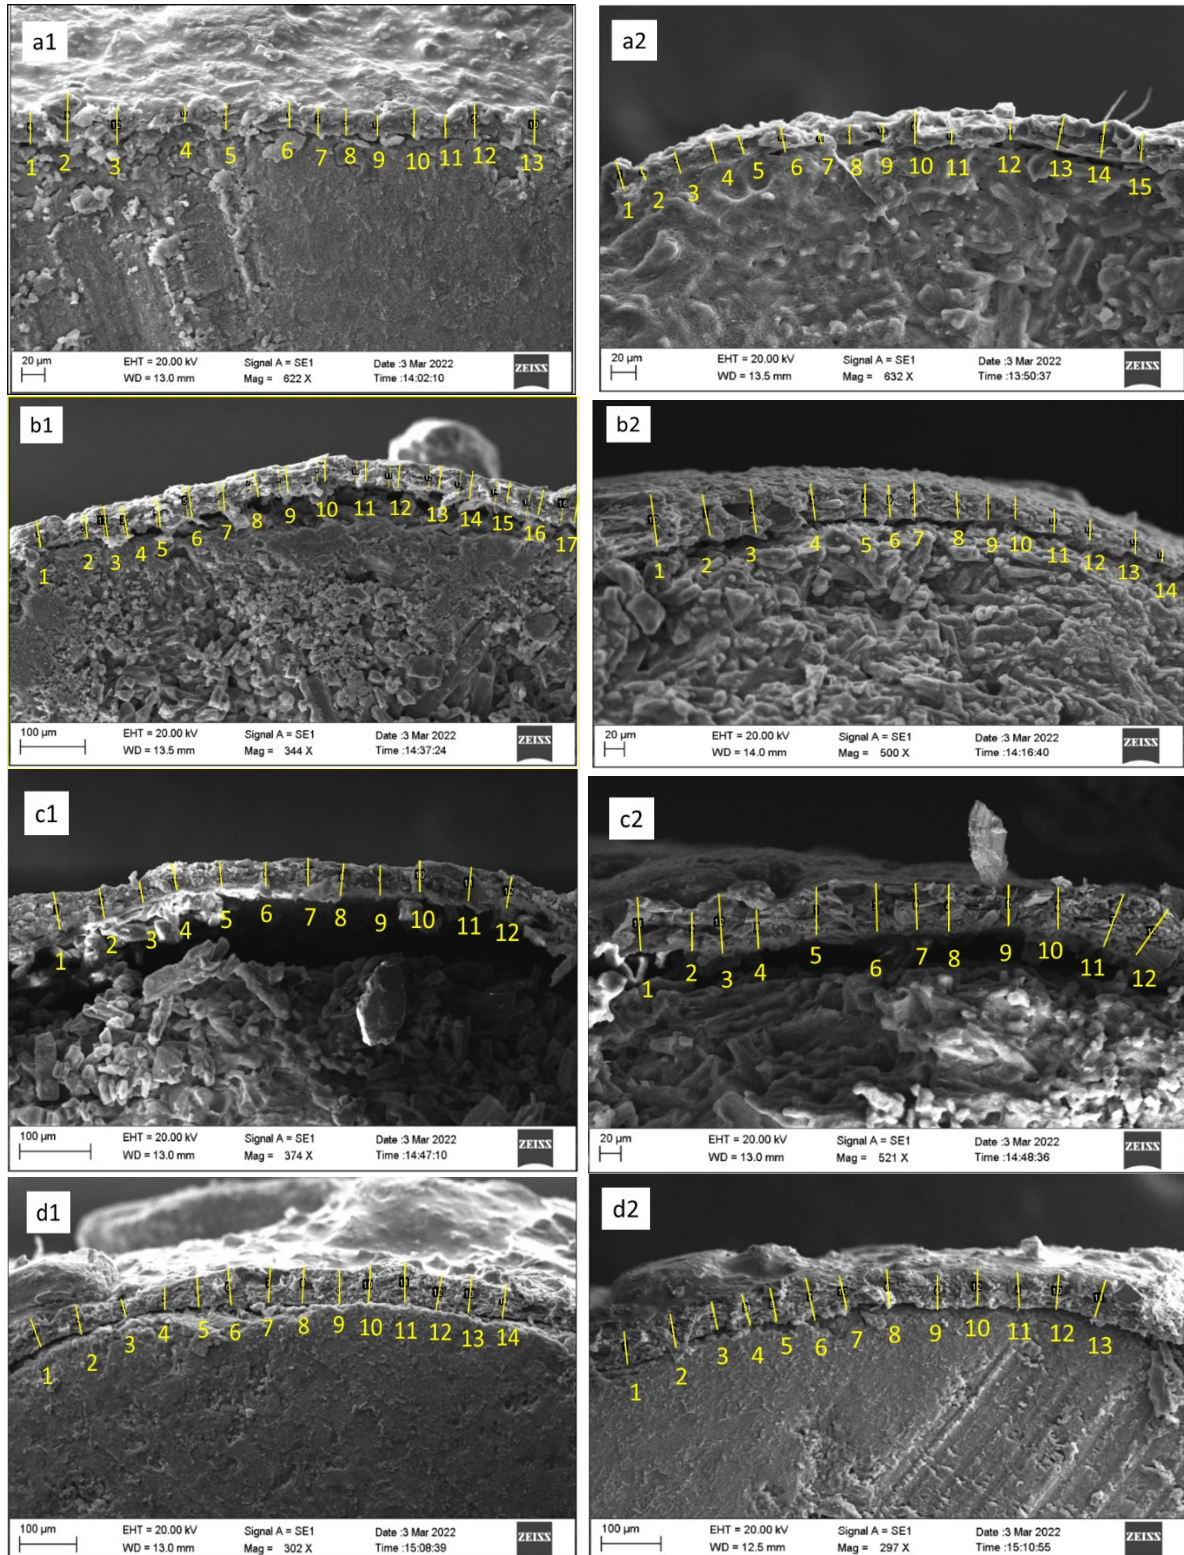 a1
1 2 3 4 5 6 7 8 9 10 11 12 13
20 µm
EHT = 20.00 kV Signal A = SE1 Date :3 Mar 2022
WD = 13.0 mm Mag = 622 X Time :14:02:10
ZEISS
a2
1 2 3 4 5 6 7 8 9 10 11 12 13 14 15
20 µm
EHT = 20.00 kV Signal A = SE1 Date :3 Mar 2022
WD = 13.5 mm Mag = 632 X Time :13:50:37
ZEISS
b1
1 2 3 4 5 6 7 8 9 10 11 12 13 14 15 16 17
100 µm
EHT = 20.00 kV Signal A = SE1 Date :3 Mar 2022
WD = 13.5 mm Mag = 344 X Time :14:37:24
ZEISS
b2
1 2 3 4 5 6 7 8 9 10 11 12 13 14
20 µm
EHT = 20.00 kV Signal A = SE1 Date :3 Mar 2022
WD = 14.0 mm Mag = 500 X Time :14:16:40
ZEISS
c1
1 2 3 4 5 6 7 8 9 10 11 12
100 µm
EHT = 20.00 kV Signal A = SE1 Date :3 Mar 2022
WD = 13.0 mm Mag = 374 X Time :14:47:10
ZEISS
c2
1 2 3 4 5 6 7 8 9 10 11 12
20 µm
EHT = 20.00 kV Signal A = SE1 Date :3 Mar 2022
WD = 13.0 mm Mag = 521 X Time :14:48:36
ZEISS
d1
1 2 3 4 5 6 7 8 9 10 11 12 13 14
100 µm
EHT = 20.00 kV Signal A = SE1 Date :3 Mar 2022
WD = 13.0 mm Mag = 302 X Time :15:08:39
ZEISS
d2
1 2 3 4 5 6 7 8 9 10 11 12 13
100 µm
EHT = 20.00 kV Signal A = SE1 Date :3 Mar 2022
WD = 12.5 mm Mag = 297 X Time :15:10:55
ZEISS